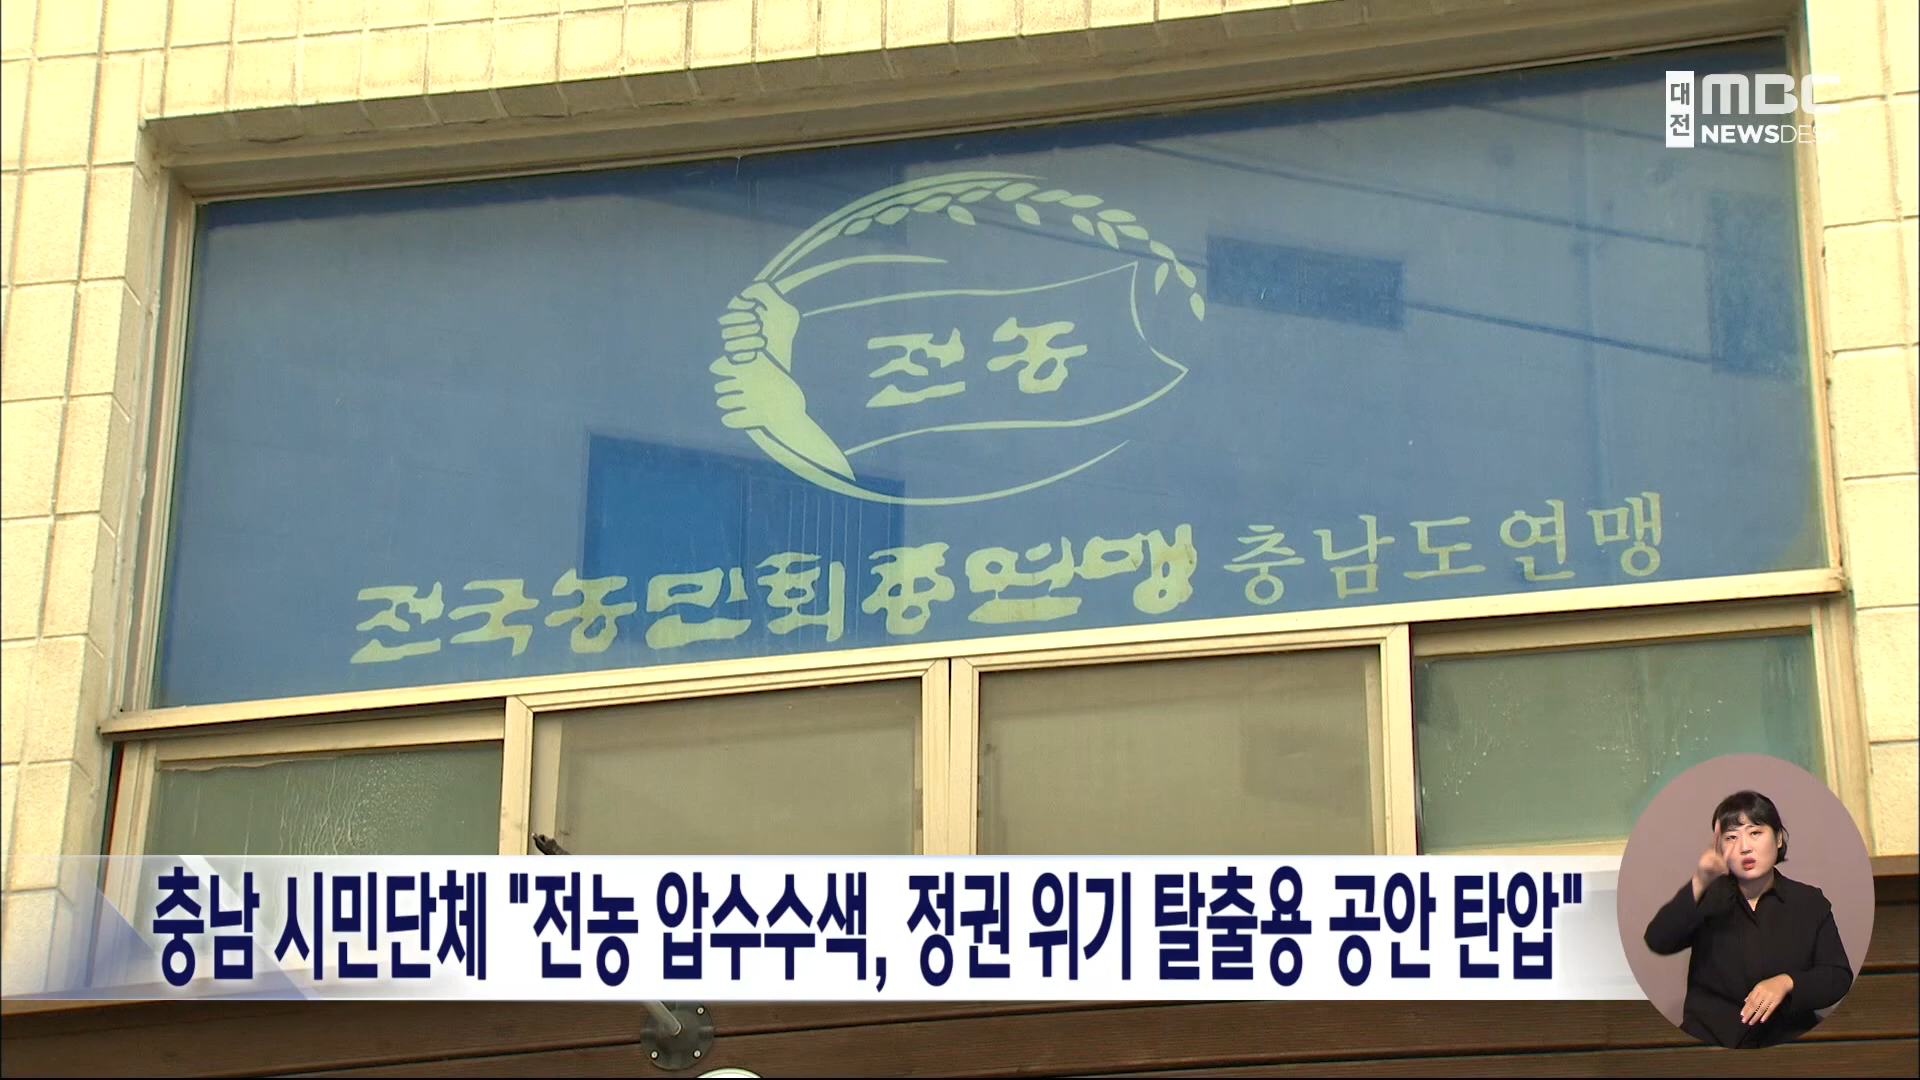 대전
MBC
NEWSDESK
전농
전국농민회총연맹 충남도연맹
충남 시민단체 "전농 압수수색, 정권 위기 탈출용 공안 탄압"